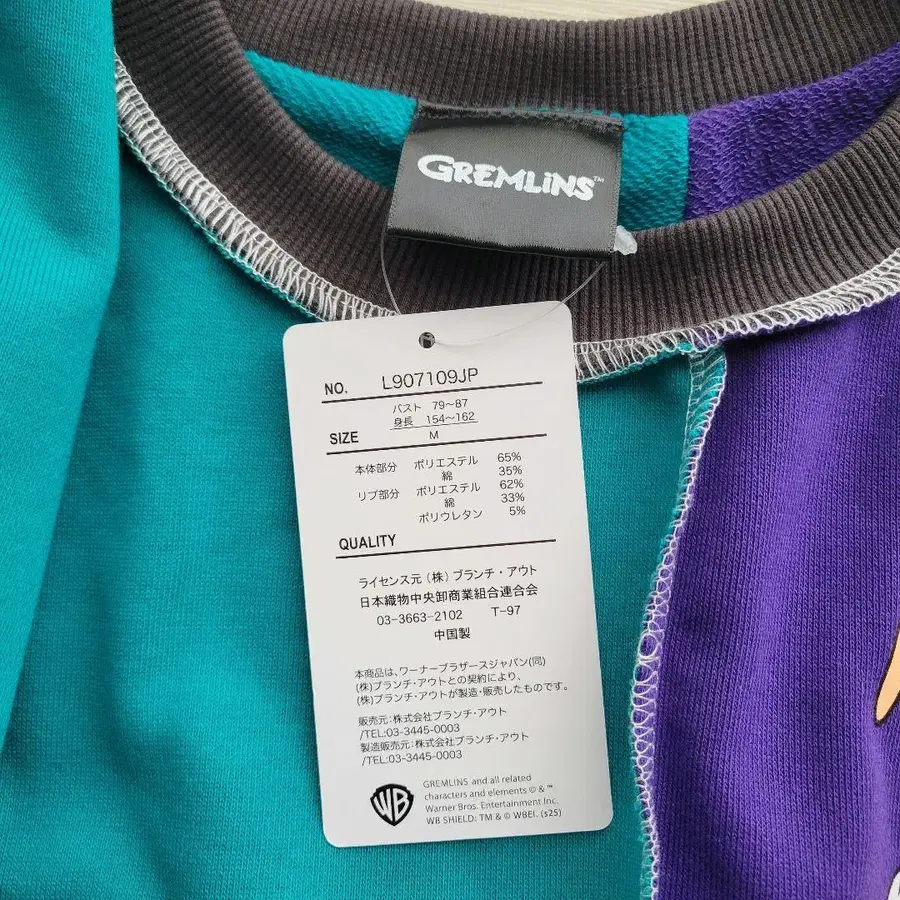 GREMLINS™
NO. L907109JP
バスト 79〜87
身長 154〜162
SIZE M
本体部分 ポリエステル 65%
綿 35%
リブ部分 ポリエステル 62%
綿 33%
ポリウレタン 5%
QUALITY
ライセンス元(株)ブランチ・アウト
日本織物中央卸商業組合連合会
03-3663-2102 T-97
中国製
本商品は、ワーナーブラザースジャパン(同)
(株)ブランチ・アウトとの契約により、
(株)ブランチ・アウトが製造・販売したものです。
販売元:株式会社ブランチ・アウト
/TEL:03-3445-0003
製造販売元:株式会社ブランチ・アウト
/TEL:03-3445-0003
WB
GREMLINS and all related
characters and elements © & ™
Warner Bros. Entertainment Inc.
WB SHIELD: TM & © WBEI. (s25)